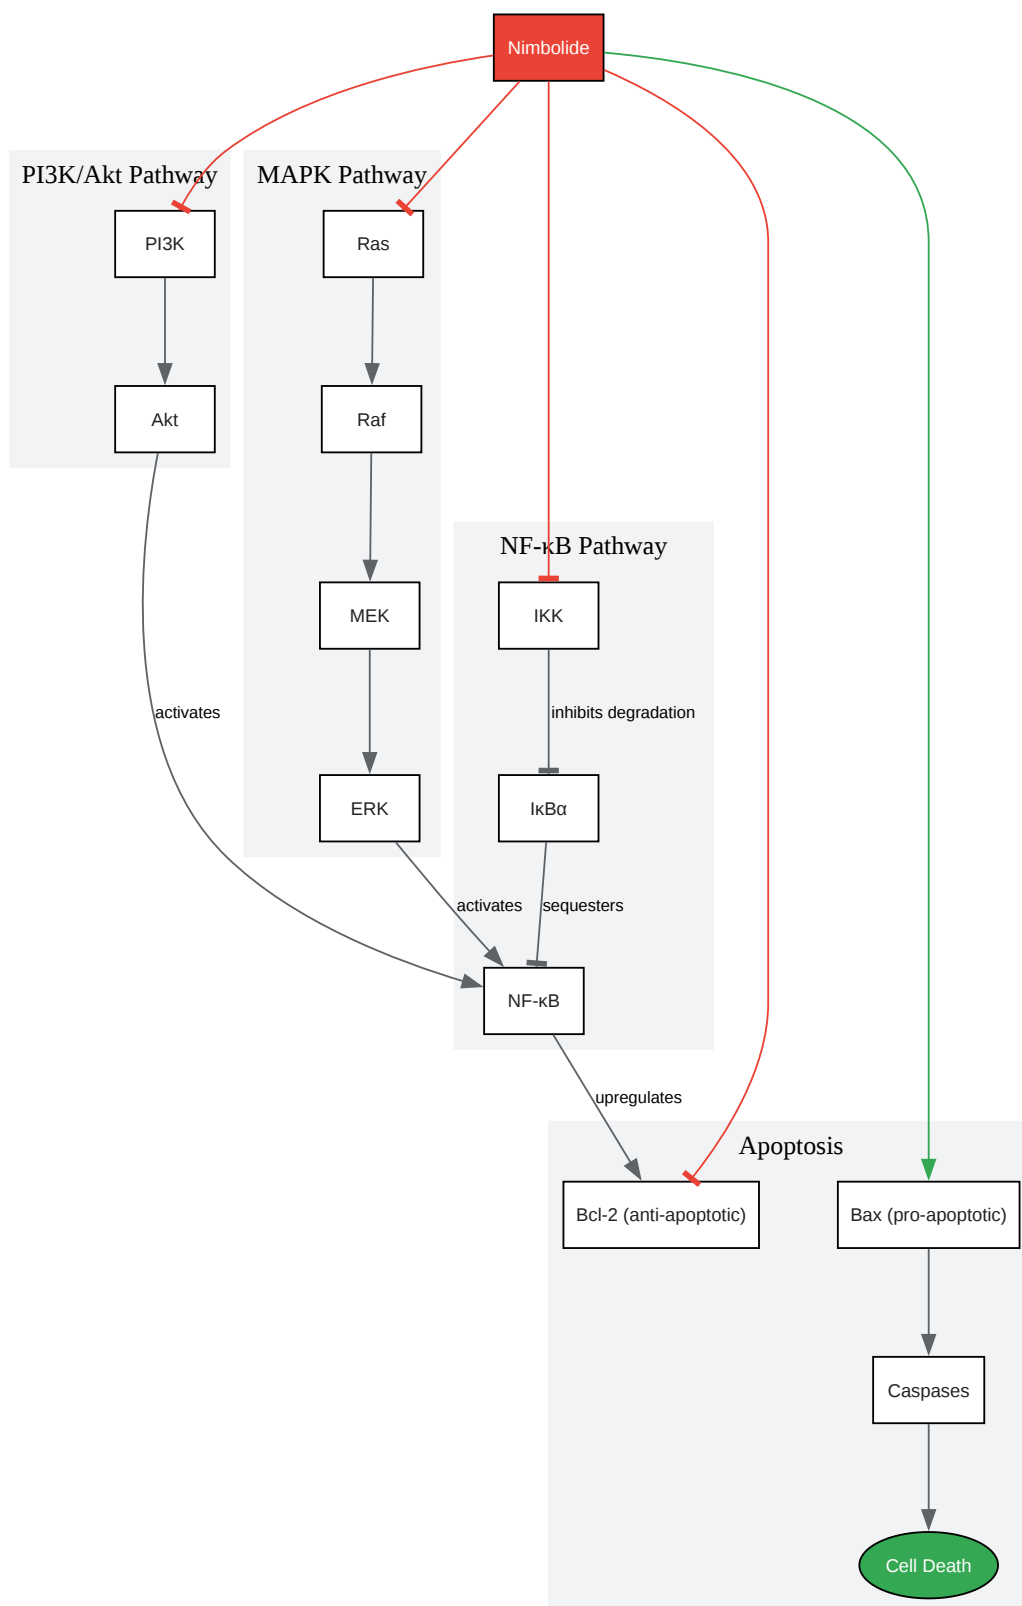 Nimbolide
PI3K/Akt Pathway
MAPK Pathway
PI3K
Ras
Akt
Raf
NF-κB Pathway
MEK
IKK
activates
inhibits degradation
ERK
IκBα
activates
sequesters
NF-κB
upregulates
Apoptosis
Bcl-2 (anti-apoptotic)
Bax (pro-apoptotic)
Caspases
Cell Death